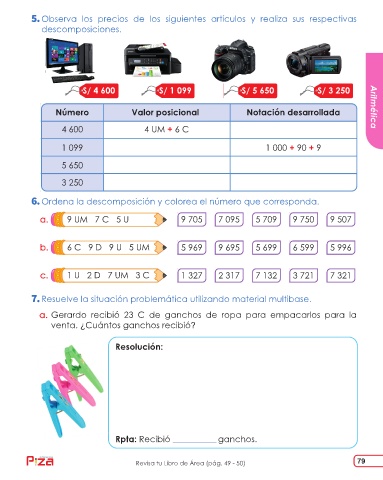 5. Observa los precios de los siguientes artículos y realiza sus respectivas
descomposiciones.
S/ 4 600 S/ 1 099 S/ 5 650 S/ 3 250
Aritmética
Número Valor posicional Notación desarrollada
4 600 4 UM + 6 C
1 099 1 000 + 90 + 9
5 650
3 250
6. Ordena la descomposición y colorea el número que corresponda.
a. 9 UM 7 C 5 U 9 705 7 095 5 709 9 750 9 507
b. 6 C 9 D 9 U 5 UM 5 969 9 695 5 699 6 599 5 996
c. 1 U 2 D 7 UM 3 C 1 327 2 317 7 132 3 721 7 321
7. Resuelve la situación problemática utilizando material multibase.
a. Gerardo recibió 23 C de ganchos de ropa para empacarlos para la
venta. ¿Cuántos ganchos recibió?
Resolución:
Rpta: Recibió __________ ganchos.
Revisa tu Libro de Área (pág. 49 - 50) 79